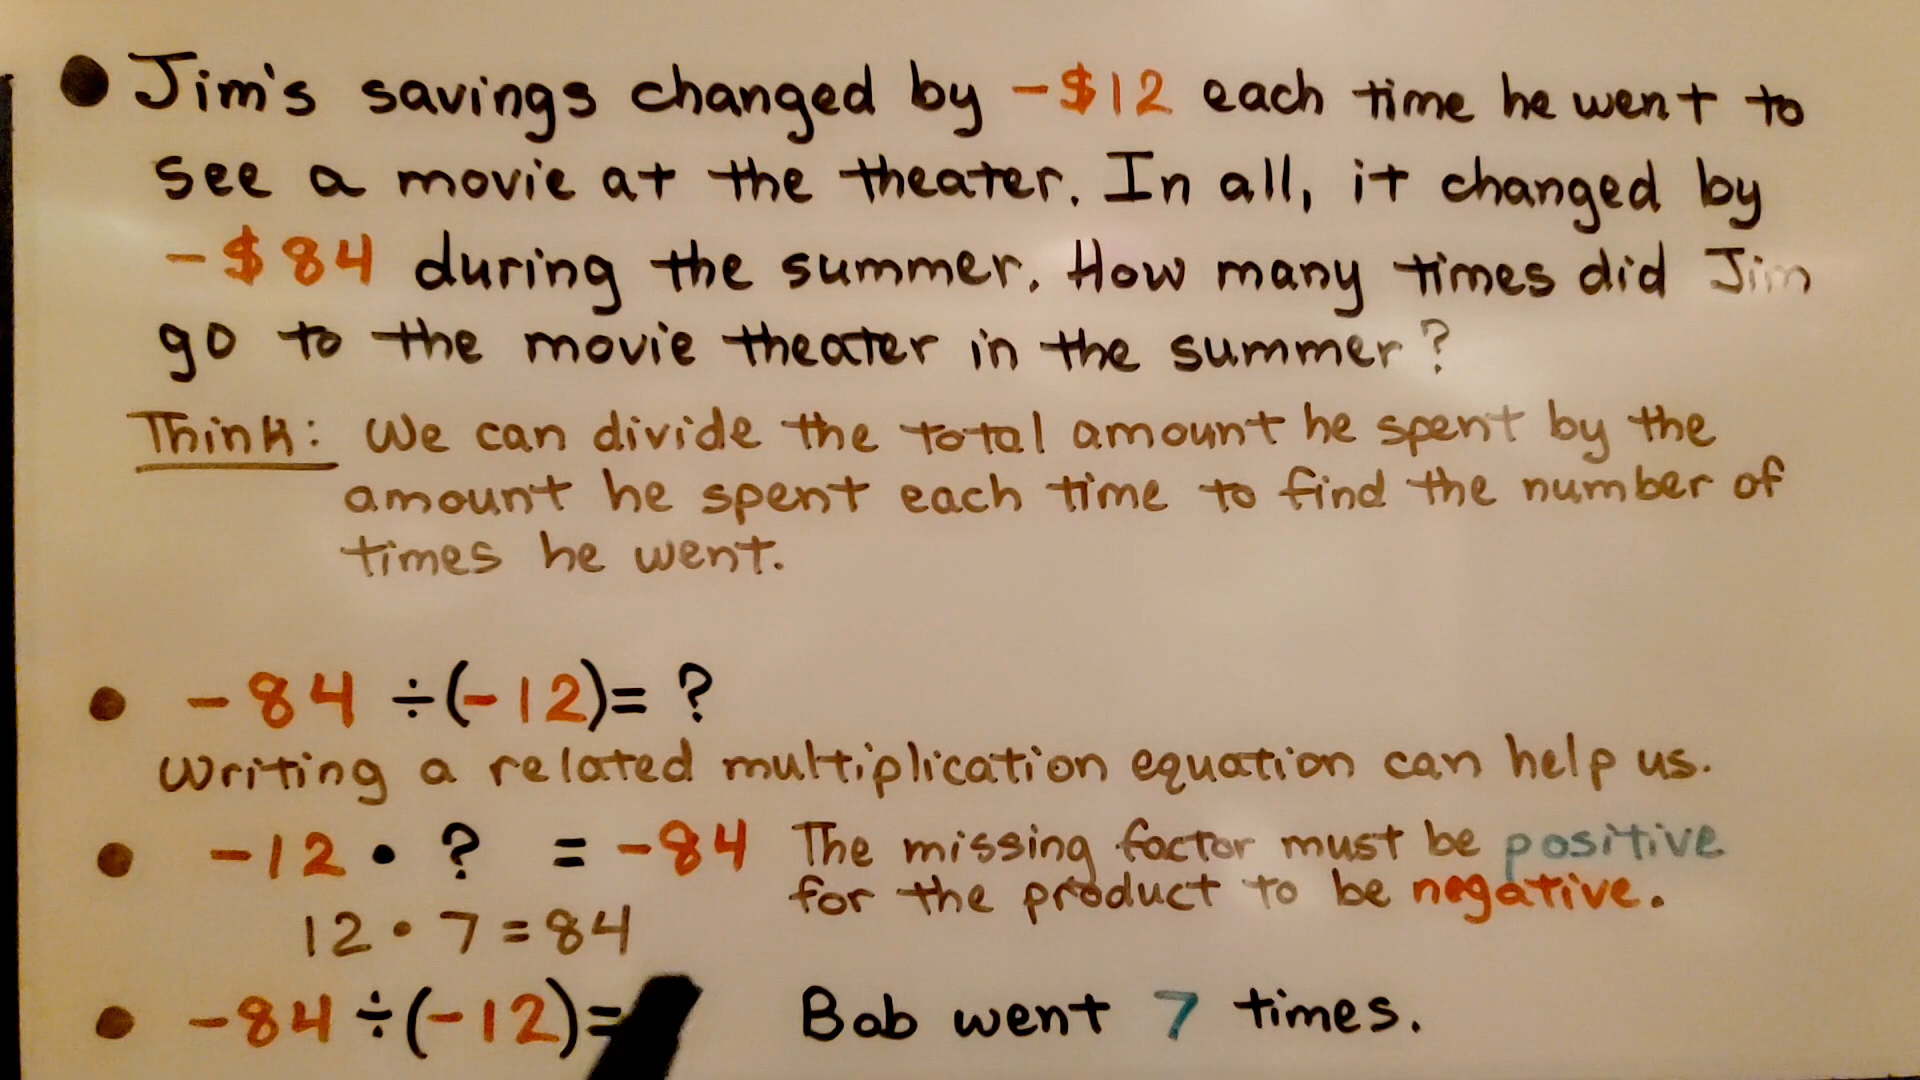 Jim's savings changed by -$12 each time he went to
see a movie at the theater. In all, it changed by
-$84 during the summer. How many times did Jim
go to the movie theater in the summer?
Think: We can divide the total amount he spent by the
amount he spent each time to find the number of
times he went.
-84 ÷ (-12) = ?
Writing a related multiplication equation can help us.
-12 • ? = -84 The missing factor must be positive
for the product to be negative.
12 • 7 = 84
-84 ÷ (-12) = Bob went 7 times.